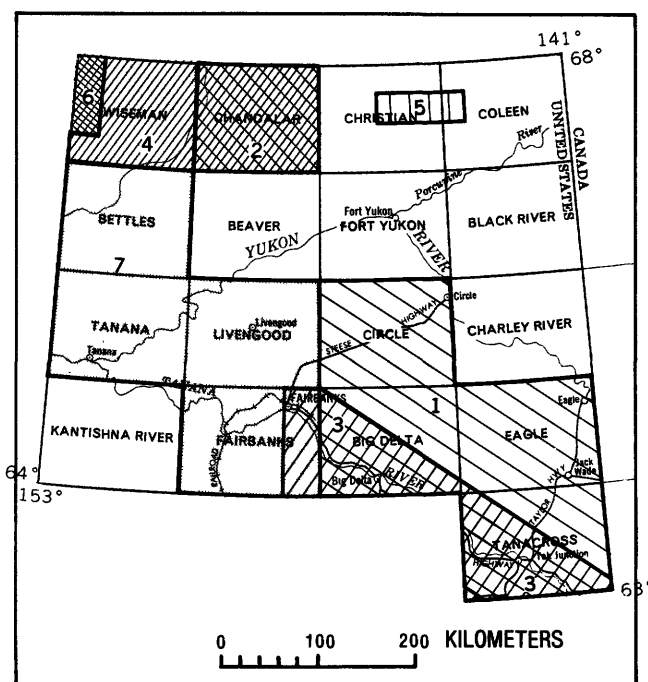 141°
68°
6
WISEMAN
4
CHANDALAR
2
CHRISTIAN
5
COLEEN
CANADA
UNITED STATES
Porcupine River
BETTLES
7
BEAVER
YUKON RIVER
Fort Yukon
FORT YUKON
BLACK RIVER
TANANA
Tanana
Livengood
LIVENGOOD
STEESE HIGHWAY
Circle
CIRCLE
CHARLEY RIVER
KANTISHNA RIVER
TANANA RIVER
FAIRBANKS
FAIRBANKS
RAILROAD
3
BIG DELTA
Big Delta
1
EAGLE
Eagle
Jack Wade
TAYLOR HWY
64°
153°
TANACROSS
Tok Junction
HIGHWAY
3
63°
0 100 200 KILOMETERS